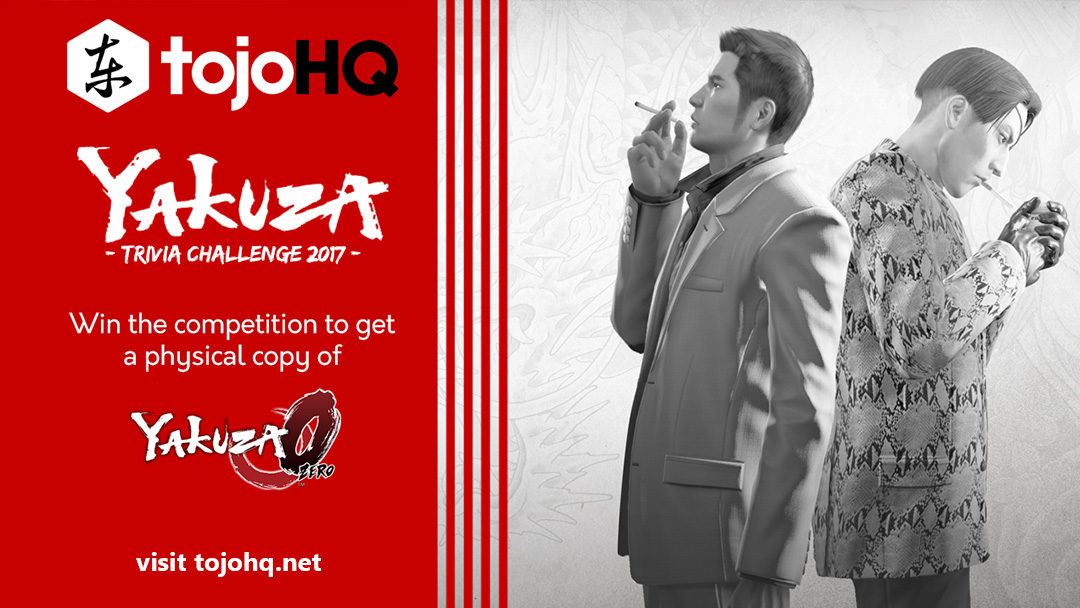 东
tojoHQ
YAKUZA
- TRIVIA CHALLENGE 2017 -
Win the competition to get
a physical copy of
YAKUZA 0
ZERO
TM
visit tojohq.net